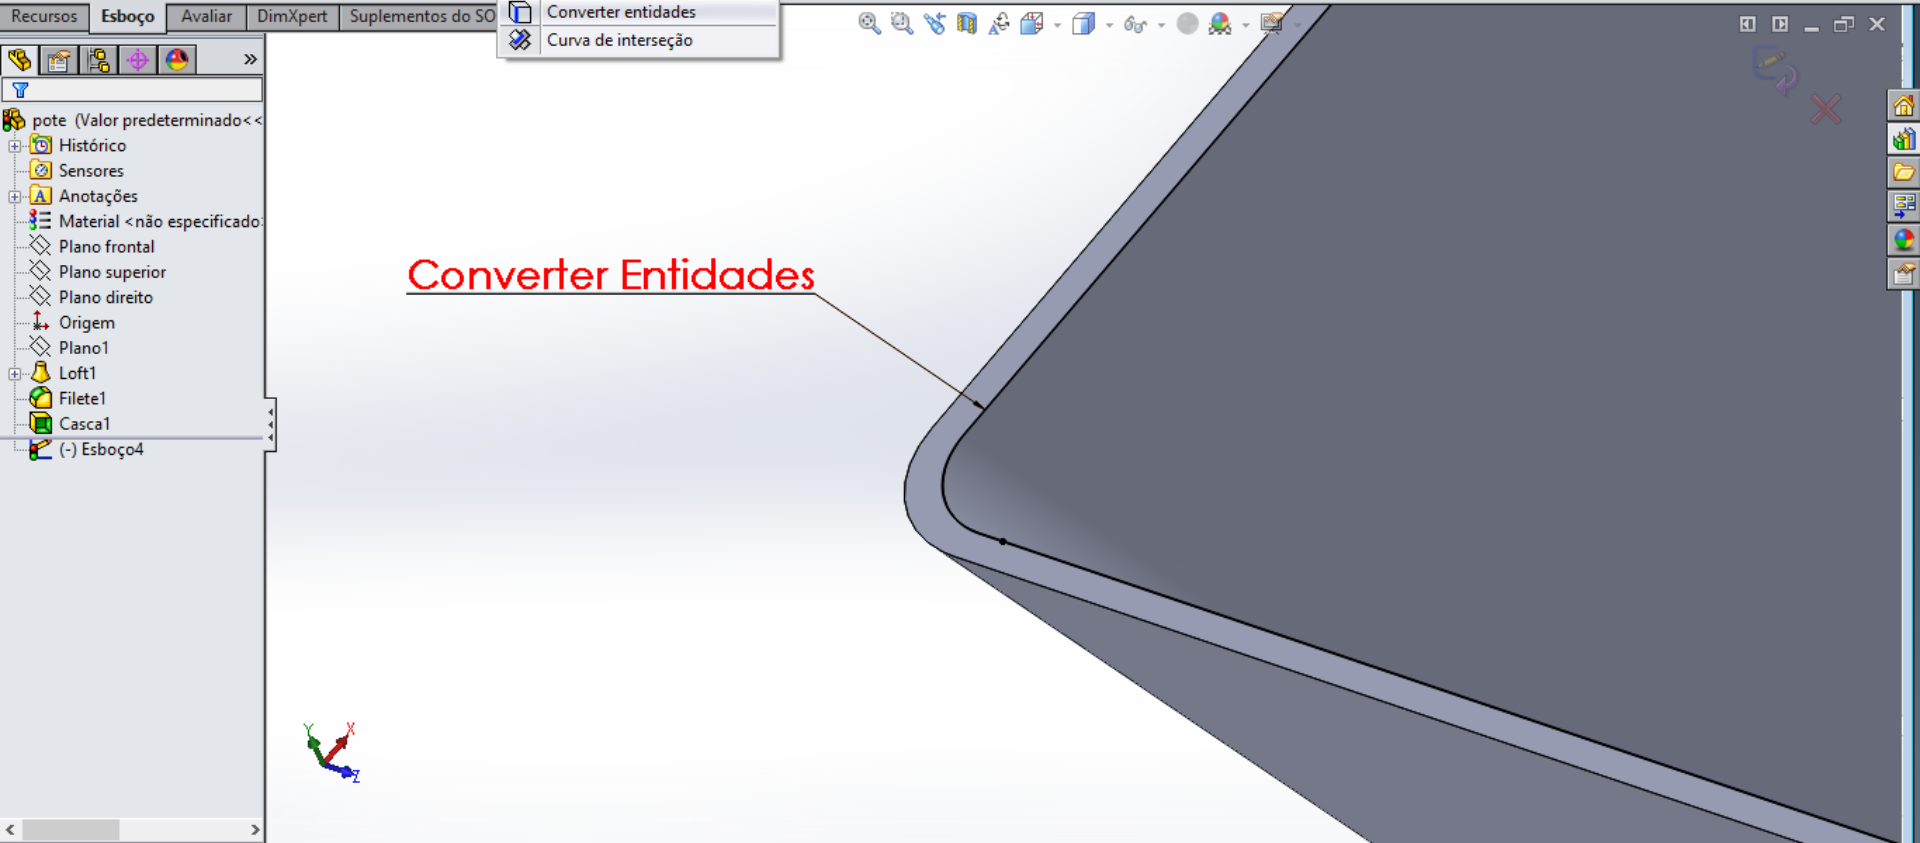 Recursos Esboço Avaliar DimXpert Suplementos do SO
Converter entidades
Curva de interseção
pote (Valor predeterminado<<
Histórico
Sensores
A Anotações
Material <não especificado>
Plano frontal
Plano superior
Plano direito
Origem
Plano1
Loft1
Filete1
Casca1
(-) Esboço4
Converter Entidades
Y X
Z